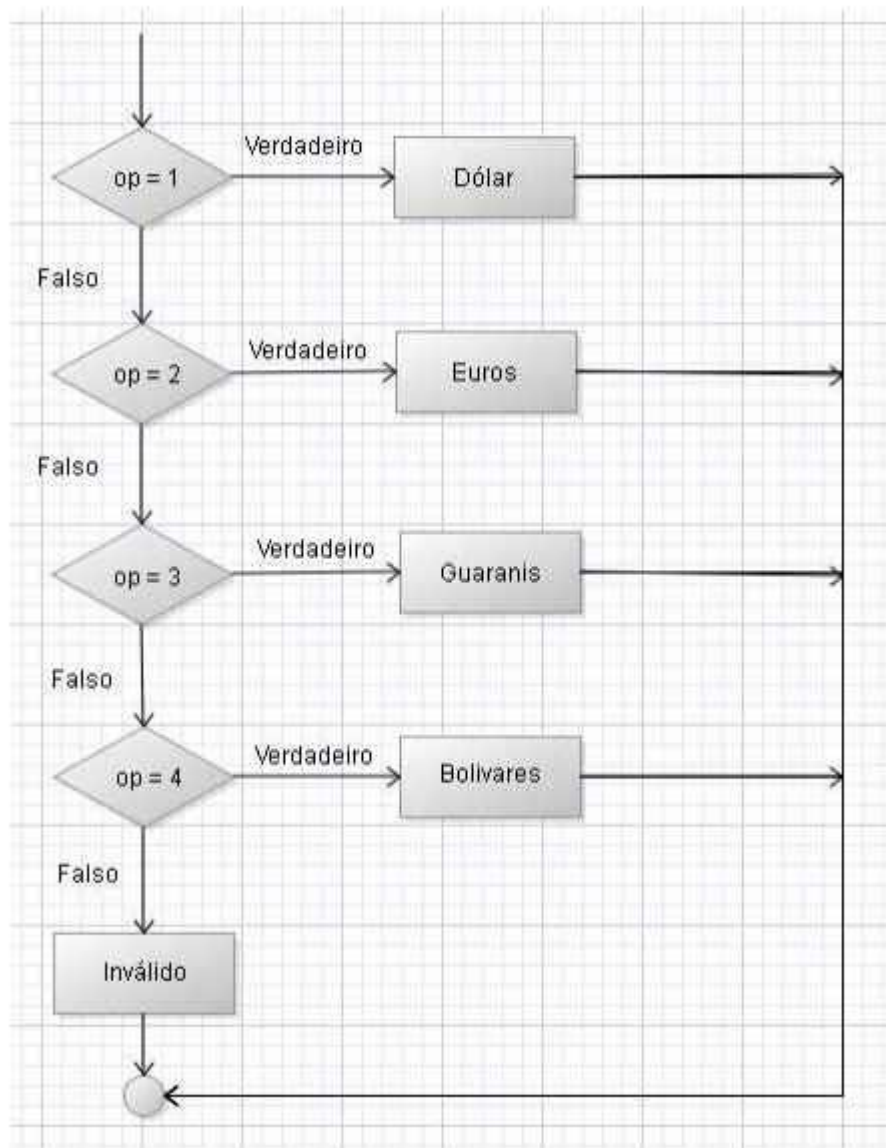 Verdadeiro
op = 1
Dólar
Falso
Verdadeiro
op = 2
Euros
Falso
Verdadeiro
op = 3
Guaranis
Falso
Verdadeiro
op = 4
Bolivares
Falso
Inválido